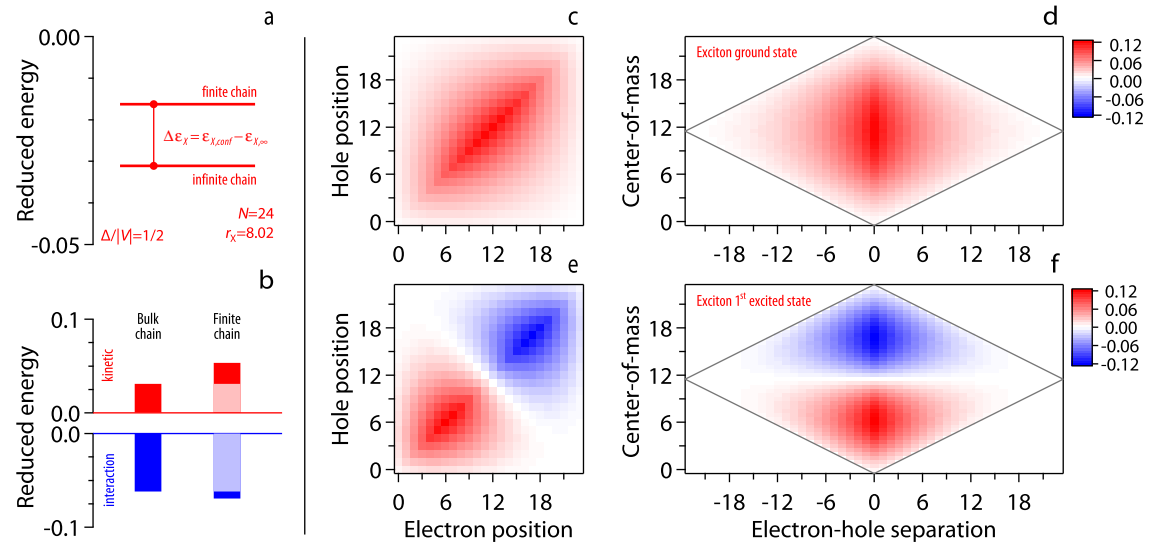 a
0.00
finite chain
Δε_X = ε_X,conf − ε_X,∞
infinite chain
N=24
Δ/|V|=1/2
r_X=8.02
-0.05
Reduced energy
b
0.1
Bulk chain
Finite chain
kinetic
0.0
0.0
interaction
-0.1
Reduced energy
c
Hole position
18
12
6
0
0 6 12 18
d
Exciton ground state
Center-of-mass
18
12
6
0
-18 -12 -6 0 6 12 18
0.12
0.06
0.00
-0.06
-0.12
e
Hole position
18
12
6
0
0 6 12 18
Electron position
f
Exciton 1st excited state
Center-of-mass
18
12
6
0
-18 -12 -6 0 6 12 18
Electron-hole separation
0.12
0.06
0.00
-0.06
-0.12